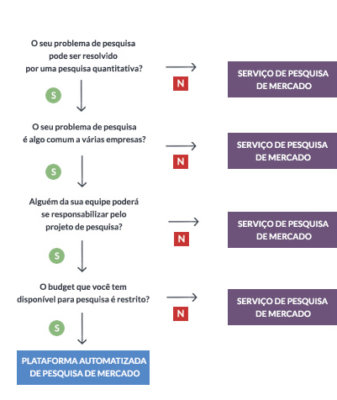 O seu problema de pesquisa
pode ser resolvido
por uma pesquisa quantitativa?
N
SERVIÇO DE PESQUISA
DE MERCADO
S
O seu problema de pesquisa
é algo comum a várias empresas?
N
SERVIÇO DE PESQUISA
DE MERCADO
S
Alguém da sua equipe poderá
se responsabilizar pelo
projeto de pesquisa?
N
SERVIÇO DE PESQUISA
DE MERCADO
S
O budget que você tem
disponível para pesquisa é restrito?
N
SERVIÇO DE PESQUISA
DE MERCADO
S
PLATAFORMA AUTOMATIZADA
DE PESQUISA DE MERCADO